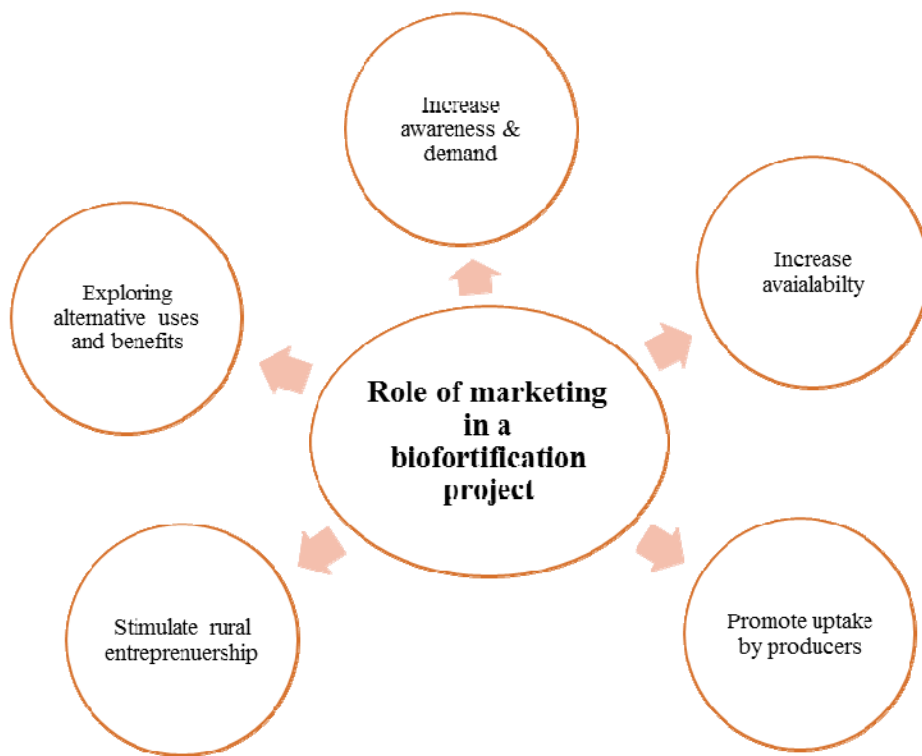 Increase
awareness &
demand
Increase
avaialabilty
Exploring
alternative uses
and benefits
Role of marketing
in a
biofortification
project
Stimulate rural
entreprenuership
Promote uptake
by producers